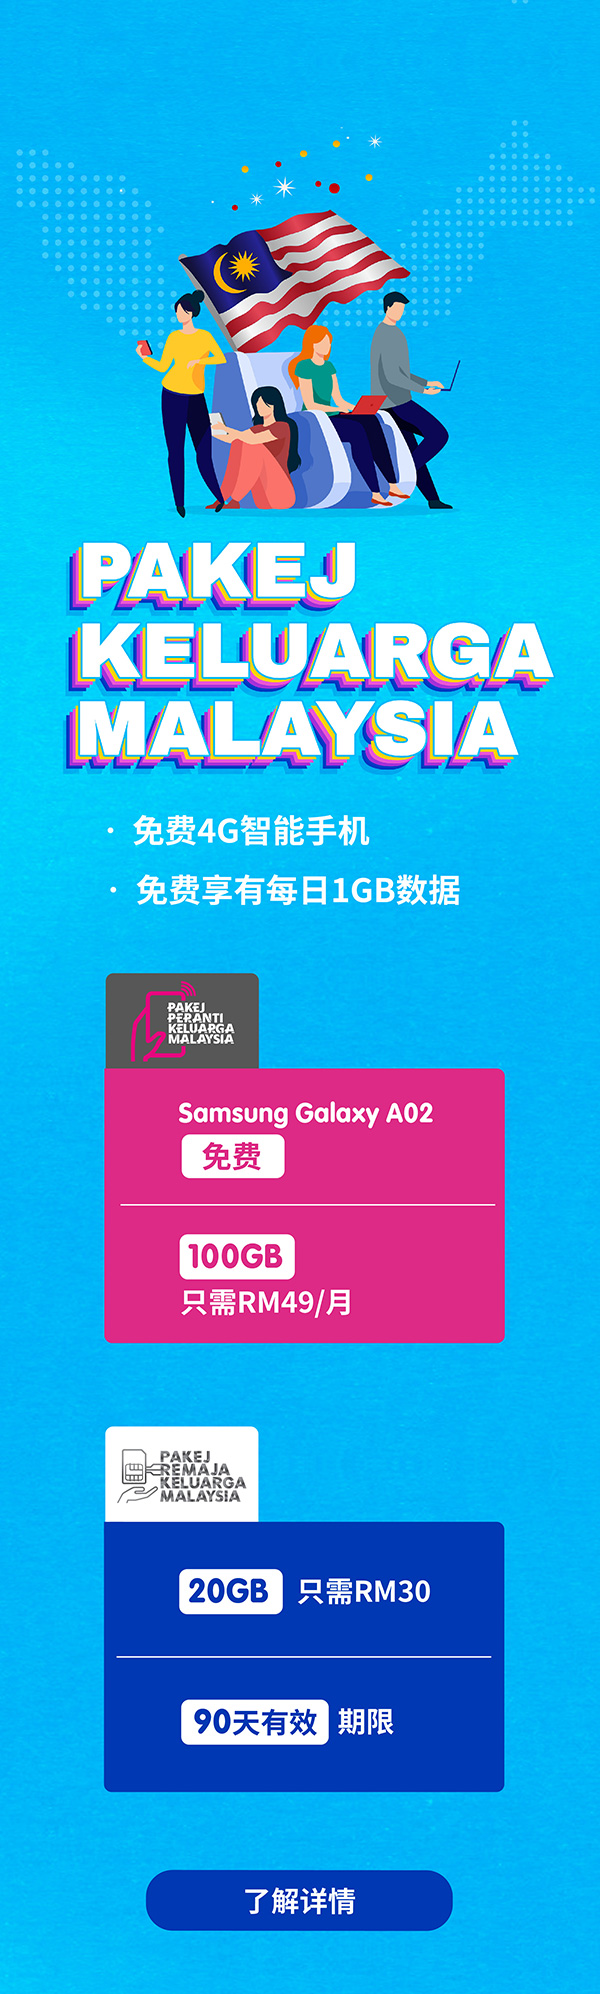 PAKEJ
KELUARGA
MALAYSIA
· 免费4G智能手机
· 免费享有每日1GB数据
PAKEJ
PERANTI
KELUARGA
MALAYSIA
Samsung Galaxy A02
免费
100GB
只需RM49/月
PAKEJ
REMAJA
KELUARGA
MALAYSIA
20GB 只需RM30
90天有效 期限
了解详情